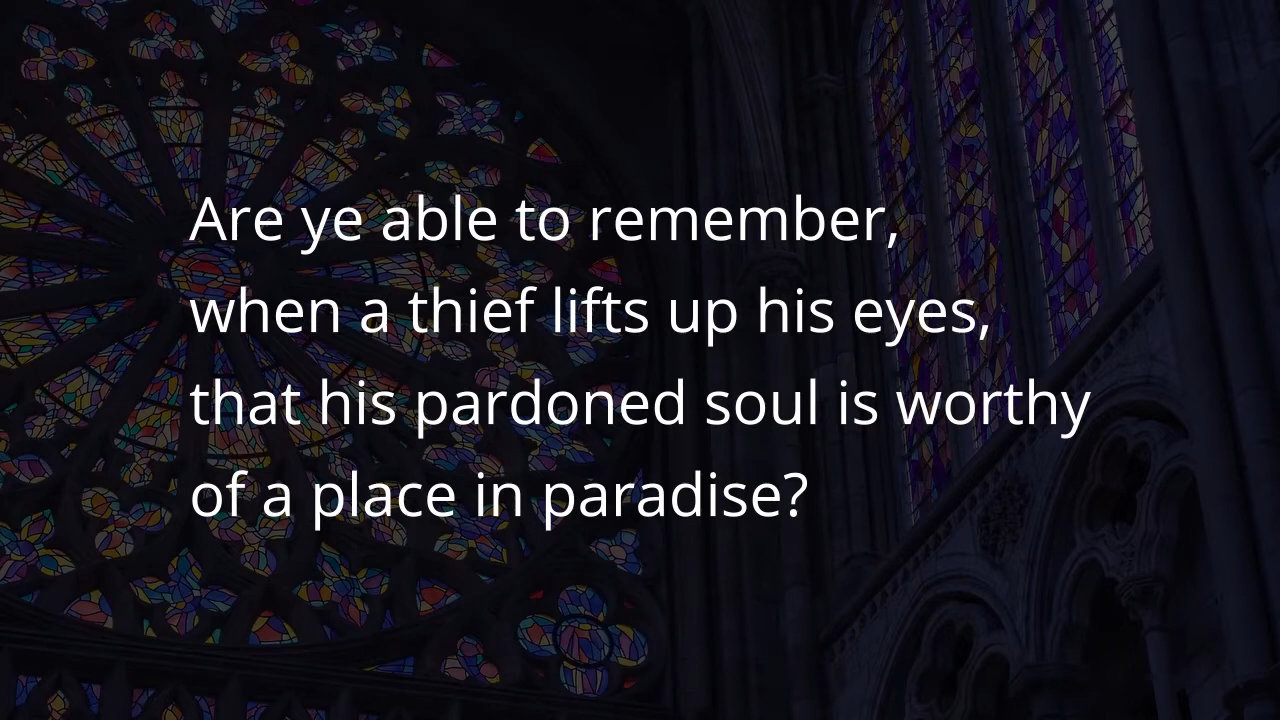 Are ye able to remember,
when a thief lifts up his eyes,
that his pardoned soul is worthy
of a place in paradise?